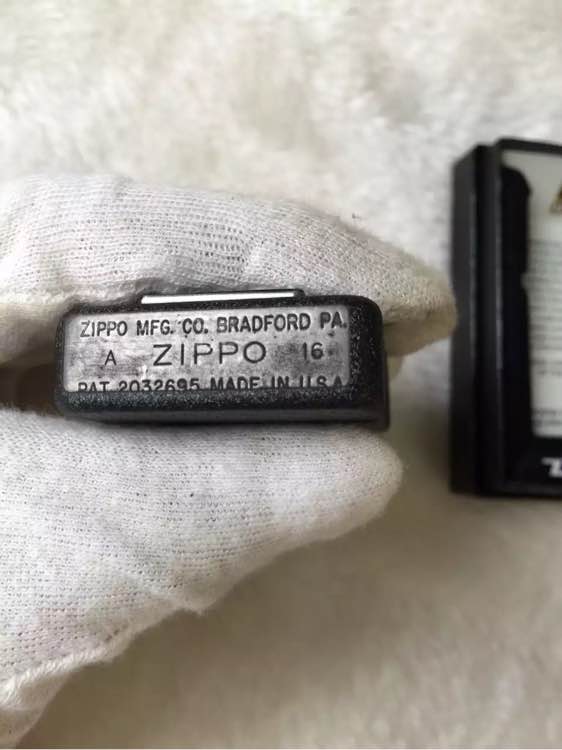 ZIPPO MFG. CO. BRADFORD PA.
A ZIPPO 16
PAT. 2032695 MADE IN U.S.A.